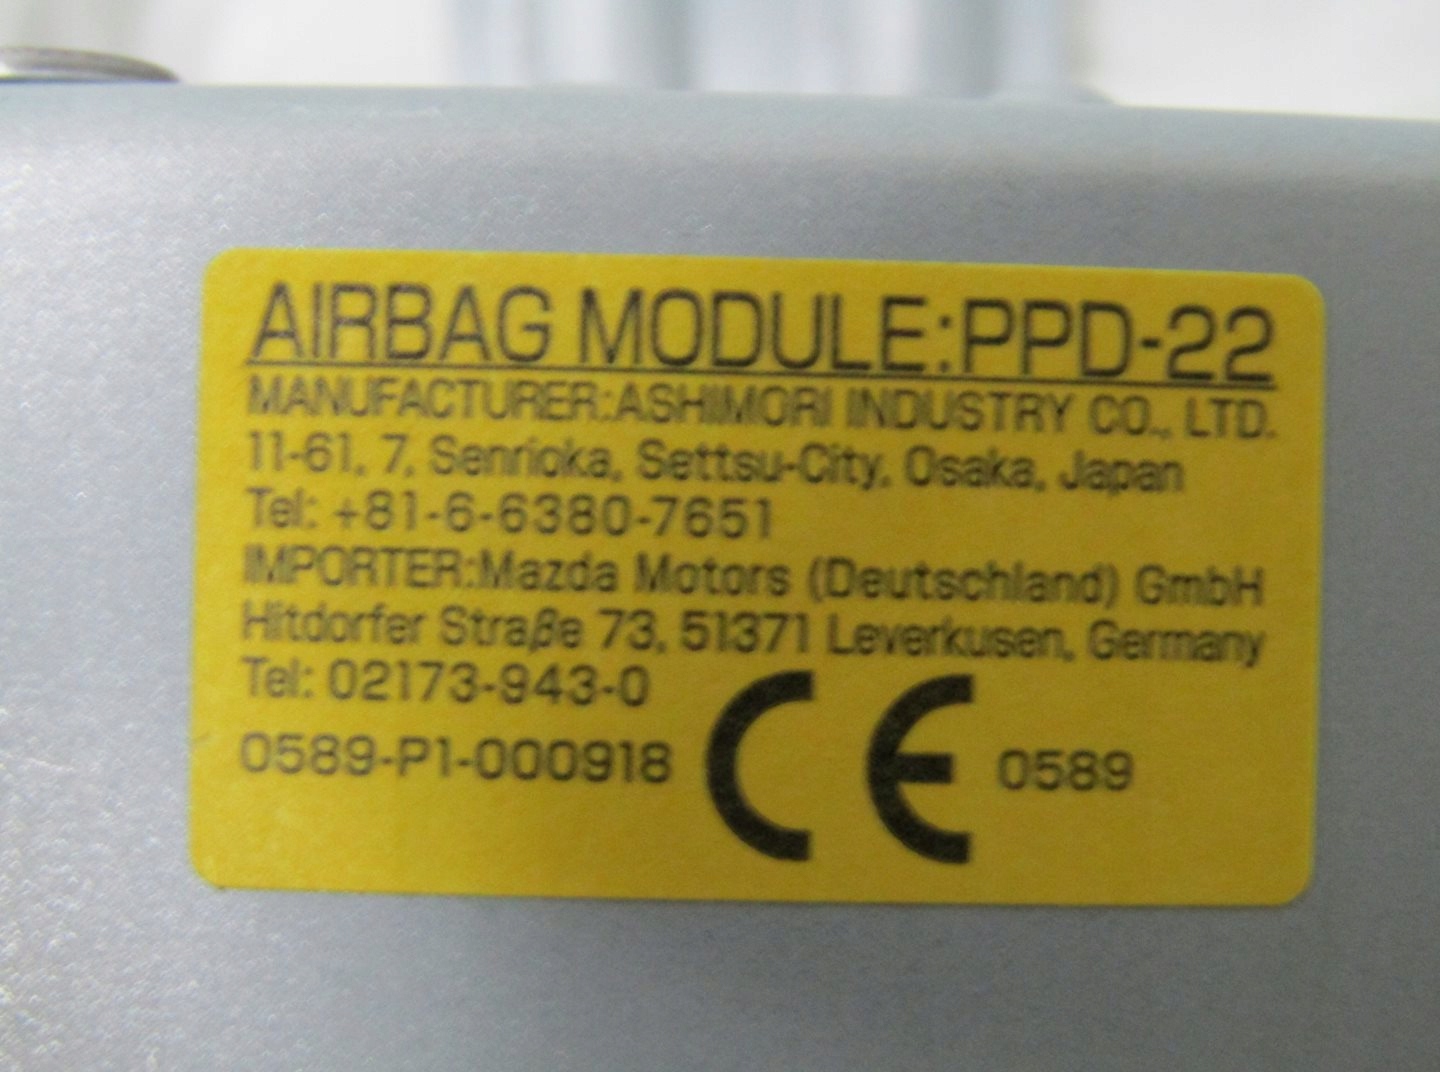 AIRBAG MODULE:PPD-22
MANUFACTURER:ASHIMORI INDUSTRY CO., LTD.
11-61, 7, Senrioka, Settsu-City, Osaka, Japan
Tel: +81-6-6380-7651
IMPORTER:Mazda Motors (Deutschland) GmbH
Hitdorfer Straße 73, 51371 Leverkusen, Germany
Tel: 02173-943-0
0589-P1-000918 CE 0589